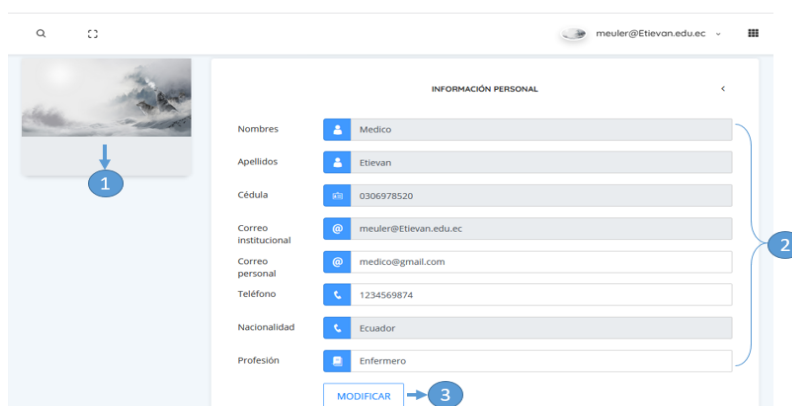 meuler@Etievan.edu.ec
INFORMACIÓN PERSONAL
Nombres
Medico
Apellidos
Etievan
1
Cédula
0306978520
Correo
institucional
meuler@Etievan.edu.ec
2
Correo
personal
medico@gmail.com
Teléfono
1234569874
Nacionalidad
Ecuador
Profesión
Enfermero
MODIFICAR
3